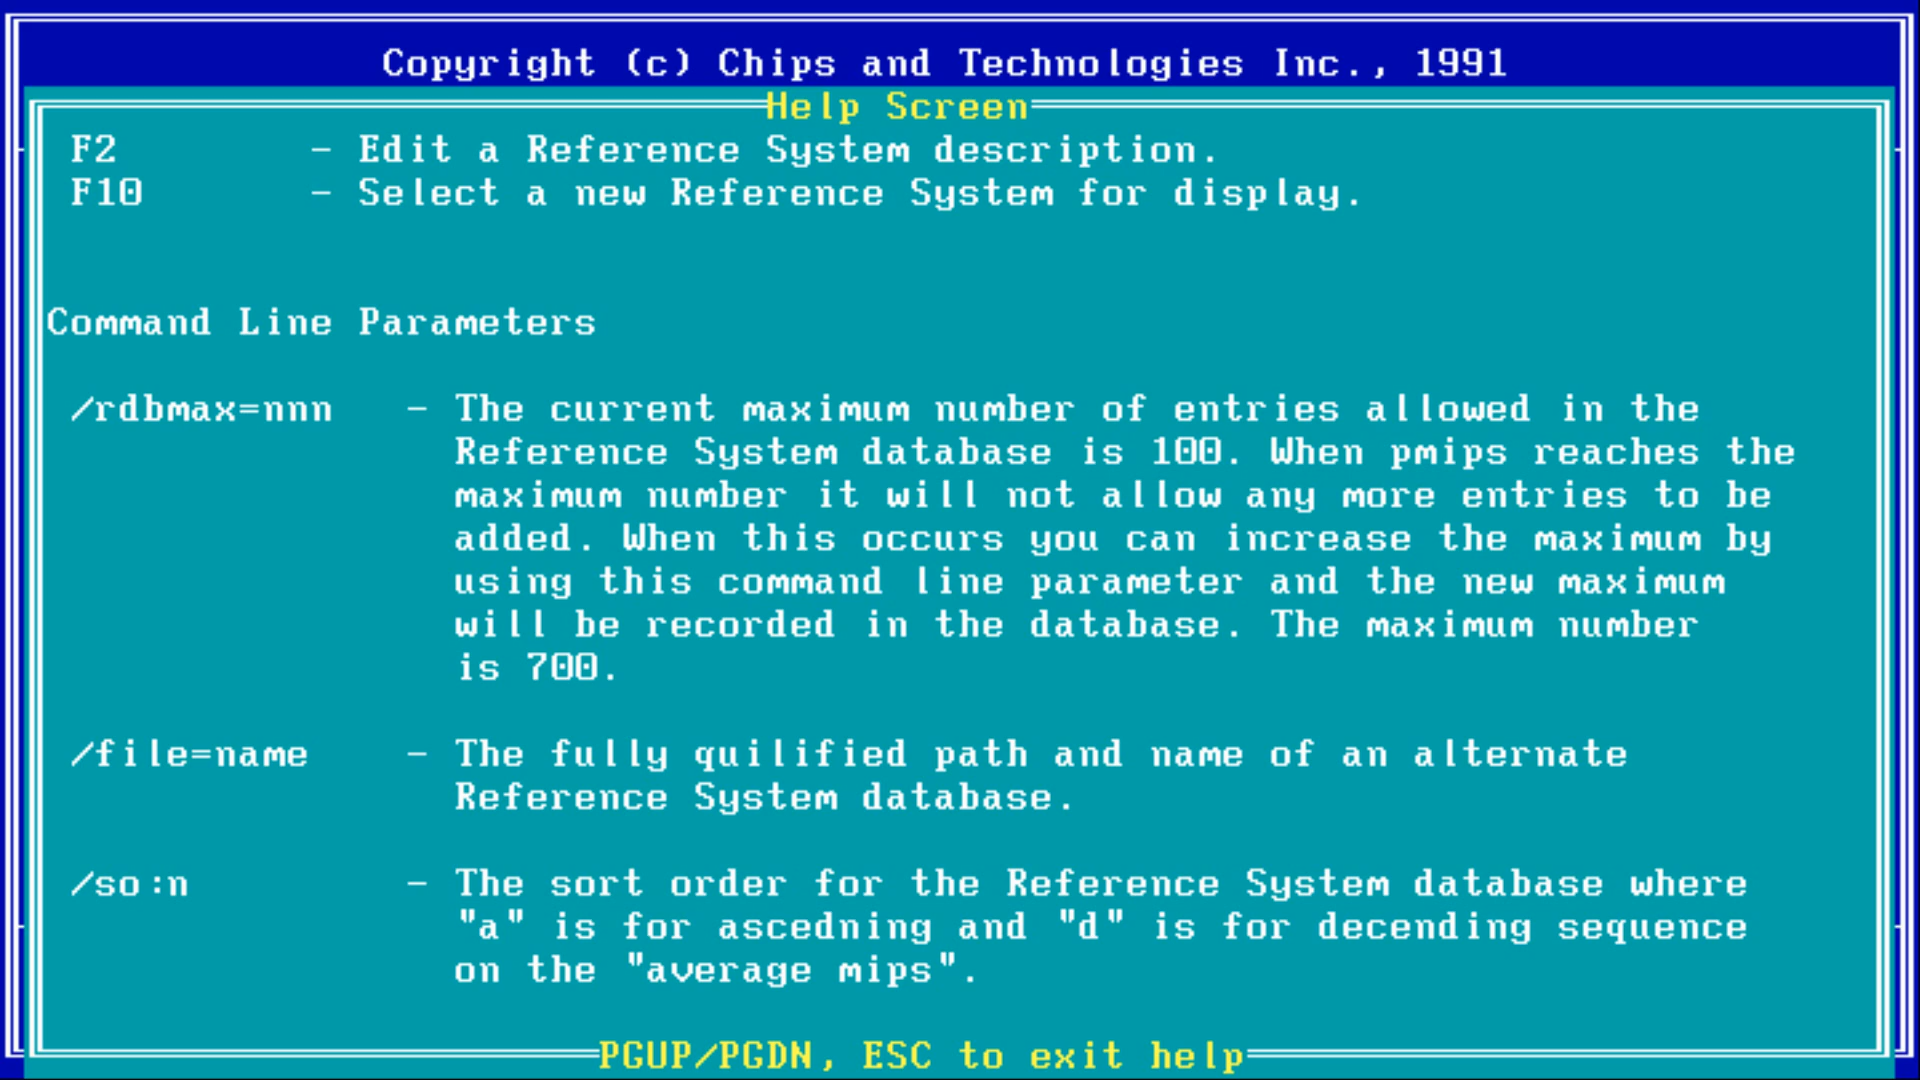 Copyright (c) Chips and Technologies Inc., 1991
Help Screen
F2 - Edit a Reference System description.
F10 - Select a new Reference System for display.
Command Line Parameters
/rdbmax=nnn - The current maximum number of entries allowed in the
Reference System database is 100. When pmips reaches the
maximum number it will not allow any more entries to be
added. When this occurs you can increase the maximum by
using this command line parameter and the new maximum
will be recorded in the database. The maximum number
is 700.
/file=name - The fully quilified path and name of an alternate
Reference System database.
/so:n - The sort order for the Reference System database where
"a" is for ascedning and "d" is for decending sequence
on the "average mips".
PGUP/PGDN, ESC to exit help